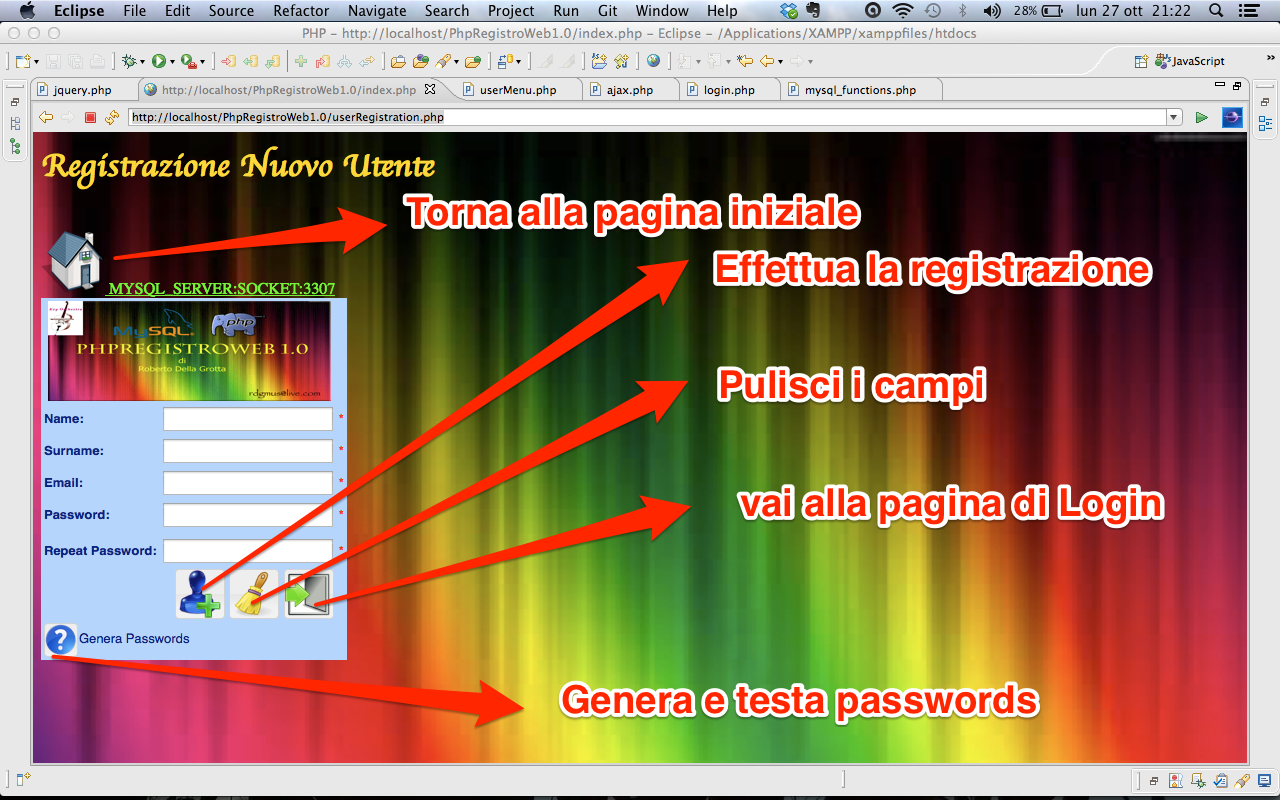 Eclipse File Edit Source Refactor Navigate Search Project Run Git Window Help 28% lun 27 ott 21:22
PHP – http://localhost/PhpRegistroWeb1.0/index.php – Eclipse – /Applications/XAMPP/xamppfiles/htdocs
JavaScript
jquery.php http://localhost/PhpRegistroWeb1.0/index.php userMenu.php ajax.php login.php mysql_functions.php
http://localhost/PhpRegistroWeb1.0/userRegistration.php
Registrazione Nuovo Utente
Torna alla pagina iniziale
Effettua la registrazione
MYSQL_SERVER:SOCKET:3307
MySQL php
PHPREGISTROWEB 1.0
di
Roberto Della Grotta
rdgmus@live.com
Pulisci i campi
Name: *
Surname: *
Email: *
vai alla pagina di Login
Password:
Repeat Password: *
Genera Passwords
Genera e testa passwords